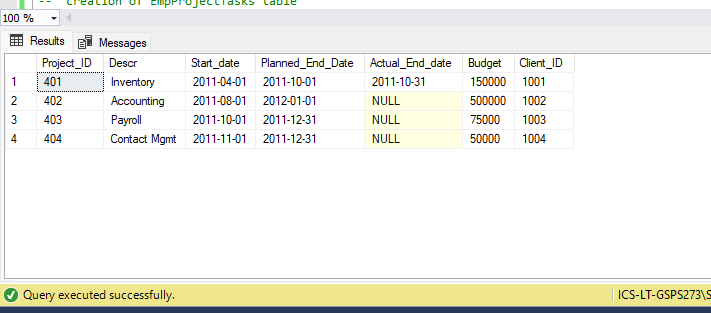 -- creation of EmpProjectTasks table
100 %
Results Messages
Project_ID Descr Start_date Planned_End_Date Actual_End_date Budget Client_ID
1 401 Inventory 2011-04-01 2011-10-01 2011-10-31 150000 1001
2 402 Accounting 2011-08-01 2012-01-01 NULL 500000 1002
3 403 Payroll 2011-10-01 2011-12-31 NULL 75000 1003
4 404 Contact Mgmt 2011-11-01 2011-12-31 NULL 50000 1004
Query executed successfully. ICS-LT-GSPS273\S